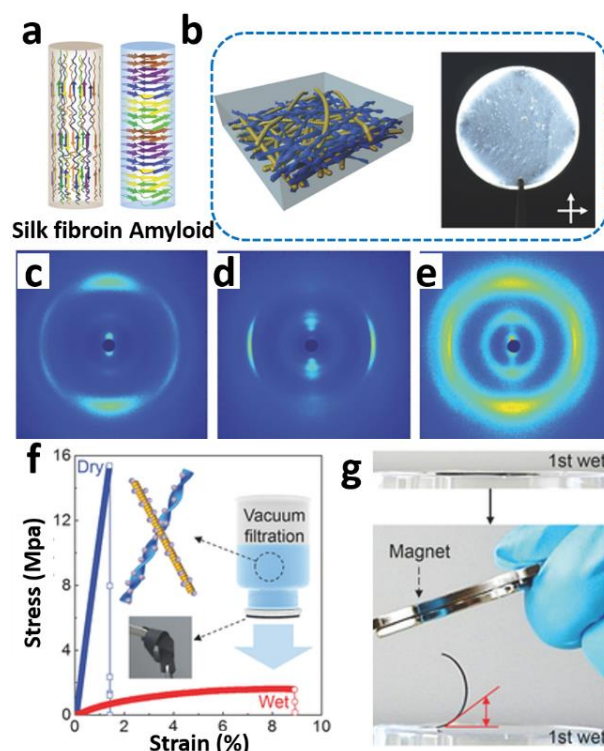 a
b
Silk fibroin Amyloid
c
d
e
f
g
16
12
8
4
0
Stress (Mpa)
Dry
Vacuum
filtration
Wet
0
2
4
6
8
10
Strain (%)
1st wet
Magnet
1st wet